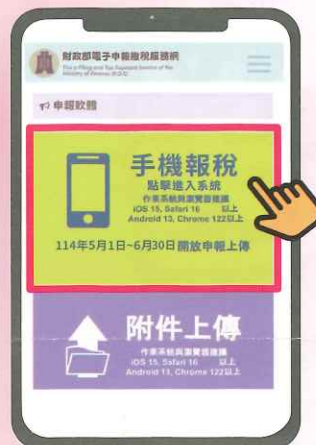 財政部電子申報繳稅服務網
The e-Filing and Tax Payment Service of the
Ministry of Finance (R.O.C)
申報軟體
手機報稅
點擊進入系統
作業系統與瀏覽器建議
iOS 15, Safari 16 以上
Android 13, Chrome 122以上
114年5月1日~6月30日開放申報上傳
附件上傳
作業系統與瀏覽器建議
iOS 15, Safari 16 以上
Android 13, Chrome 122以上